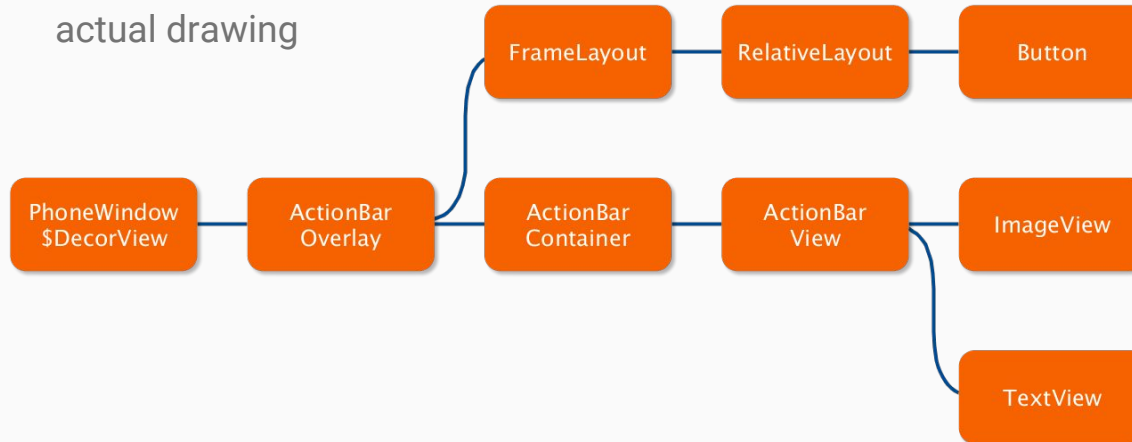 actual drawing
FrameLayout
RelativeLayout
Button
PhoneWindow
$DecorView
ActionBar
Overlay
ActionBar
Container
ActionBar
View
ImageView
TextView